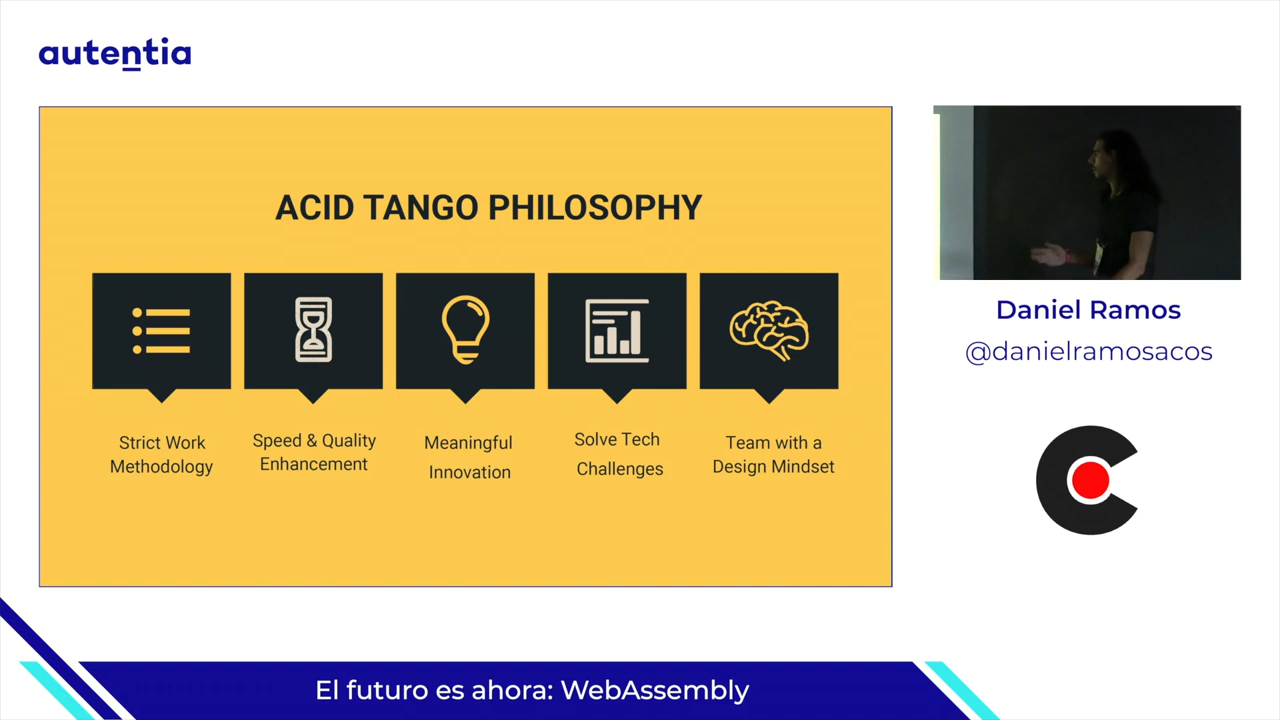 autentia
ACID TANGO PHILOSOPHY
Strict Work
Methodology
Speed & Quality
Enhancement
Meaningful
Innovation
Solve Tech
Challenges
Team with a
Design Mindset
Daniel Ramos
@danielramosacos
El futuro es ahora: WebAssembly